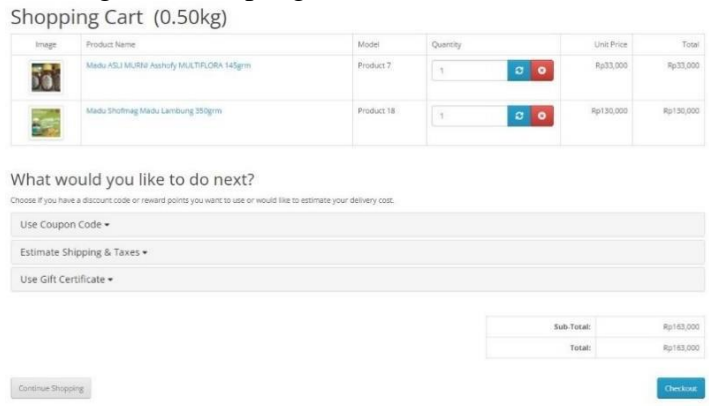 Shopping Cart (0.50kg)
Image Product Name Model Quantity Unit Price Total
Madu ASLI MURNI Asshofy MULTIFLORA 145grm Product 7 1 Rp33,000 Rp33,000
Madu Shofmag Madu Lambung 350grm Product 18 1 Rp130,000 Rp130,000
What would you like to do next?
Choose if you have a discount code or reward points you want to use or would like to estimate your delivery cost.
Use Coupon Code
Estimate Shipping & Taxes
Use Gift Certificate
Sub-Total: Rp163,000
Total: Rp163,000
Continue Shopping Checkout